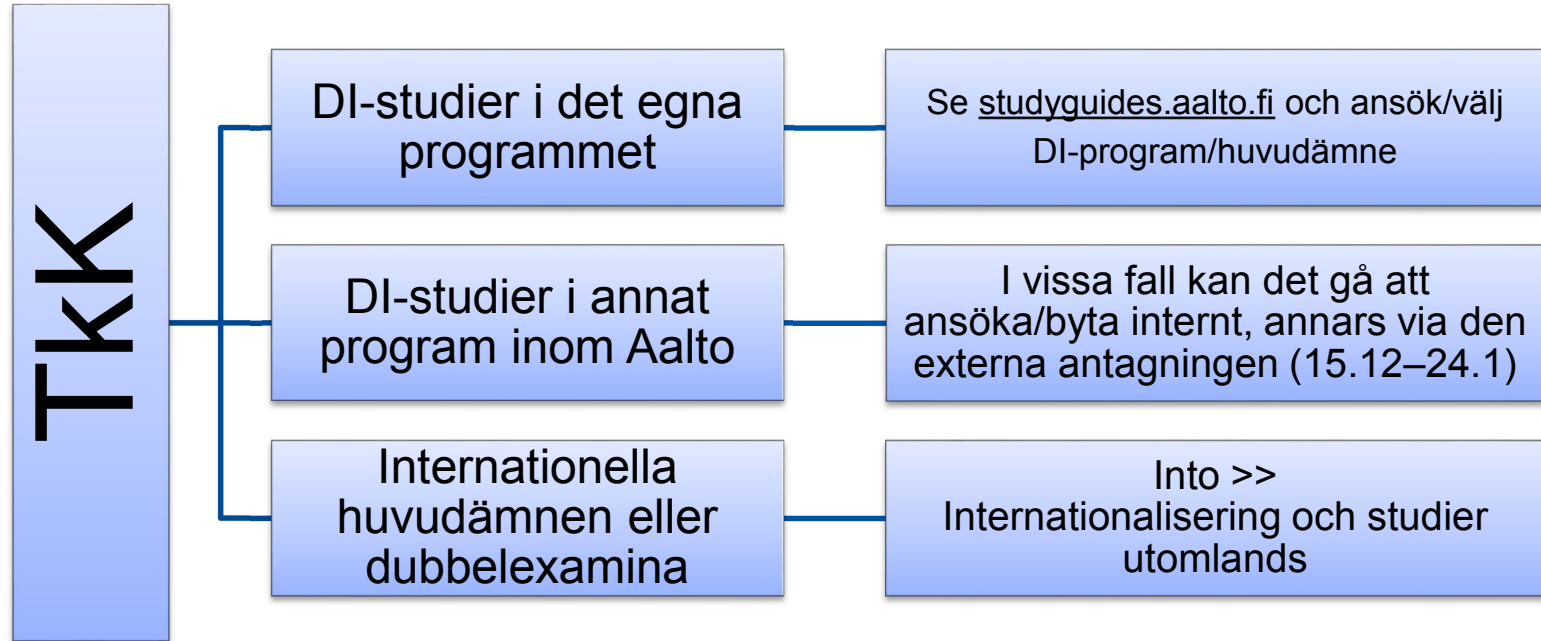 TkK
DI-studier i det egna
programmet
Se studyguides.aalto.fi och ansök/välj
DI-program/huvudämne
DI-studier i annat
program inom Aalto
I vissa fall kan det gå att
ansöka/byta internt, annars via den
externa antagningen (15.12–24.1)
Internationella
huvudämnen eller
dubbelexamina
Into >>
Internationalisering och studier
utomlands